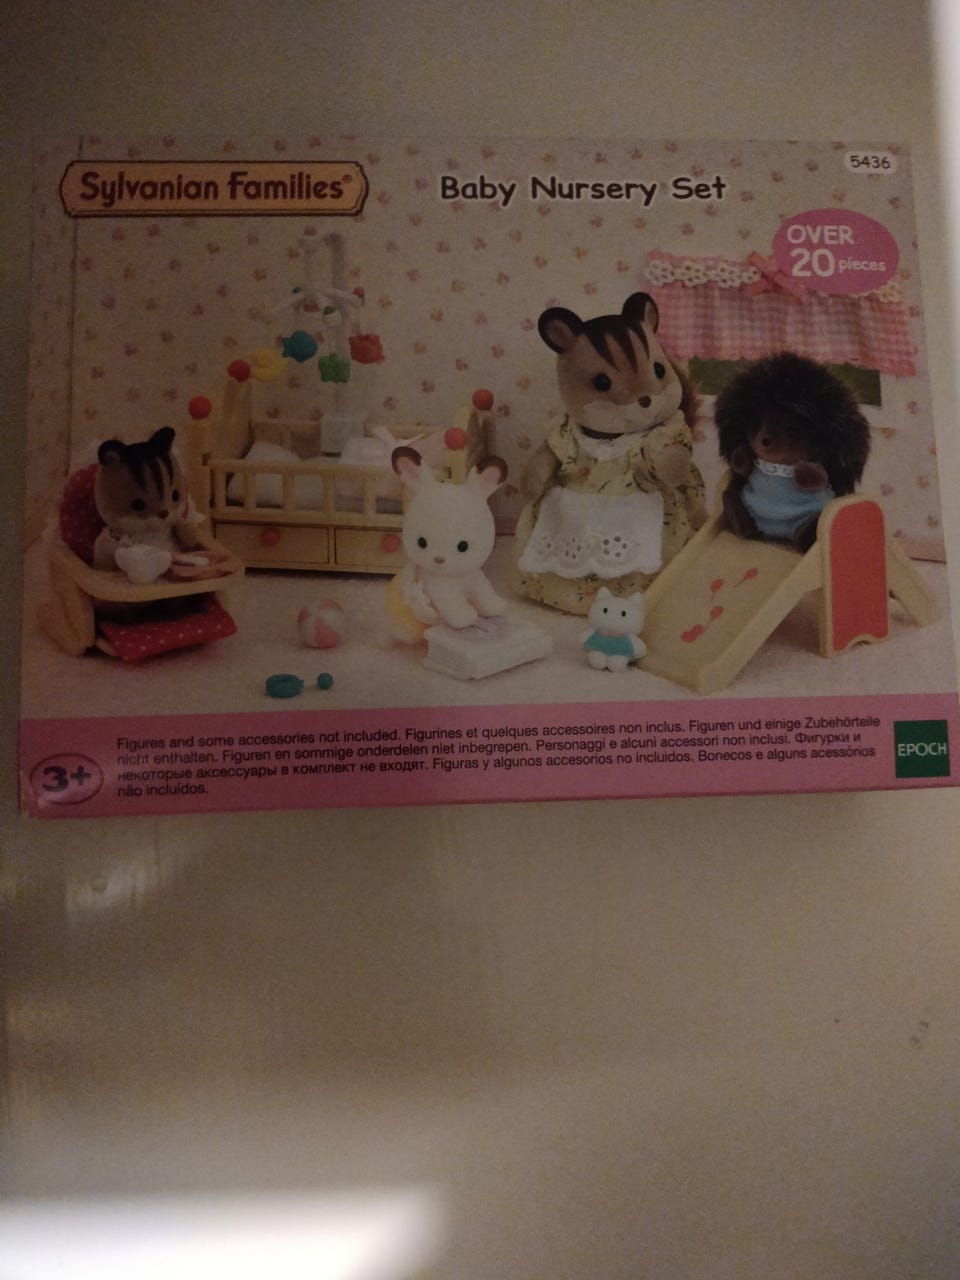 5436
Sylvanian Families®
Baby Nursery Set
OVER
20 pieces
Figures and some accessories not included. Figurines et quelques accessoires non inclus. Figuren und einige Zubehörteile
nicht enthalten. Figuren en sommige onderdelen niet inbegrepen. Personaggi e alcuni accessori non inclusi. Фигурки и
некоторые аксессуары в комплект не входят. Figuras y algunos accesorios no incluidos. Bonecos e alguns acessórios
não incluídos.
3+
EPOCH